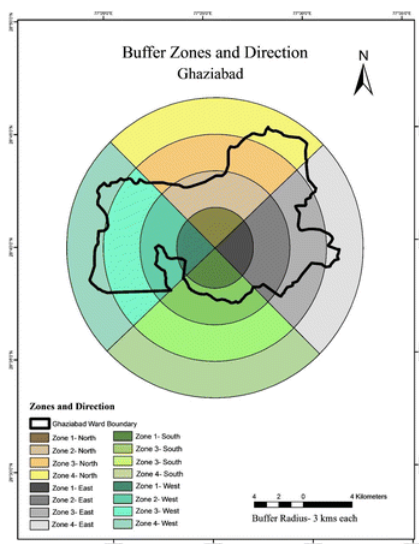 Buffer Zones and Direction
Ghaziabad
N
Zones and Direction
Ghaziabad Ward Boundary
Zone 1- North
Zone 2- North
Zone 3- North
Zone 4- North
Zone 1- East
Zone 2- East
Zone 3- East
Zone 4- East
Zone 1- South
Zone 3- South
Zone 3- South
Zone 4- South
Zone 1- West
Zone 2- West
Zone 3- West
Zone 4- West
4 2 0 4 Kilometers
Buffer Radius- 3 kms each